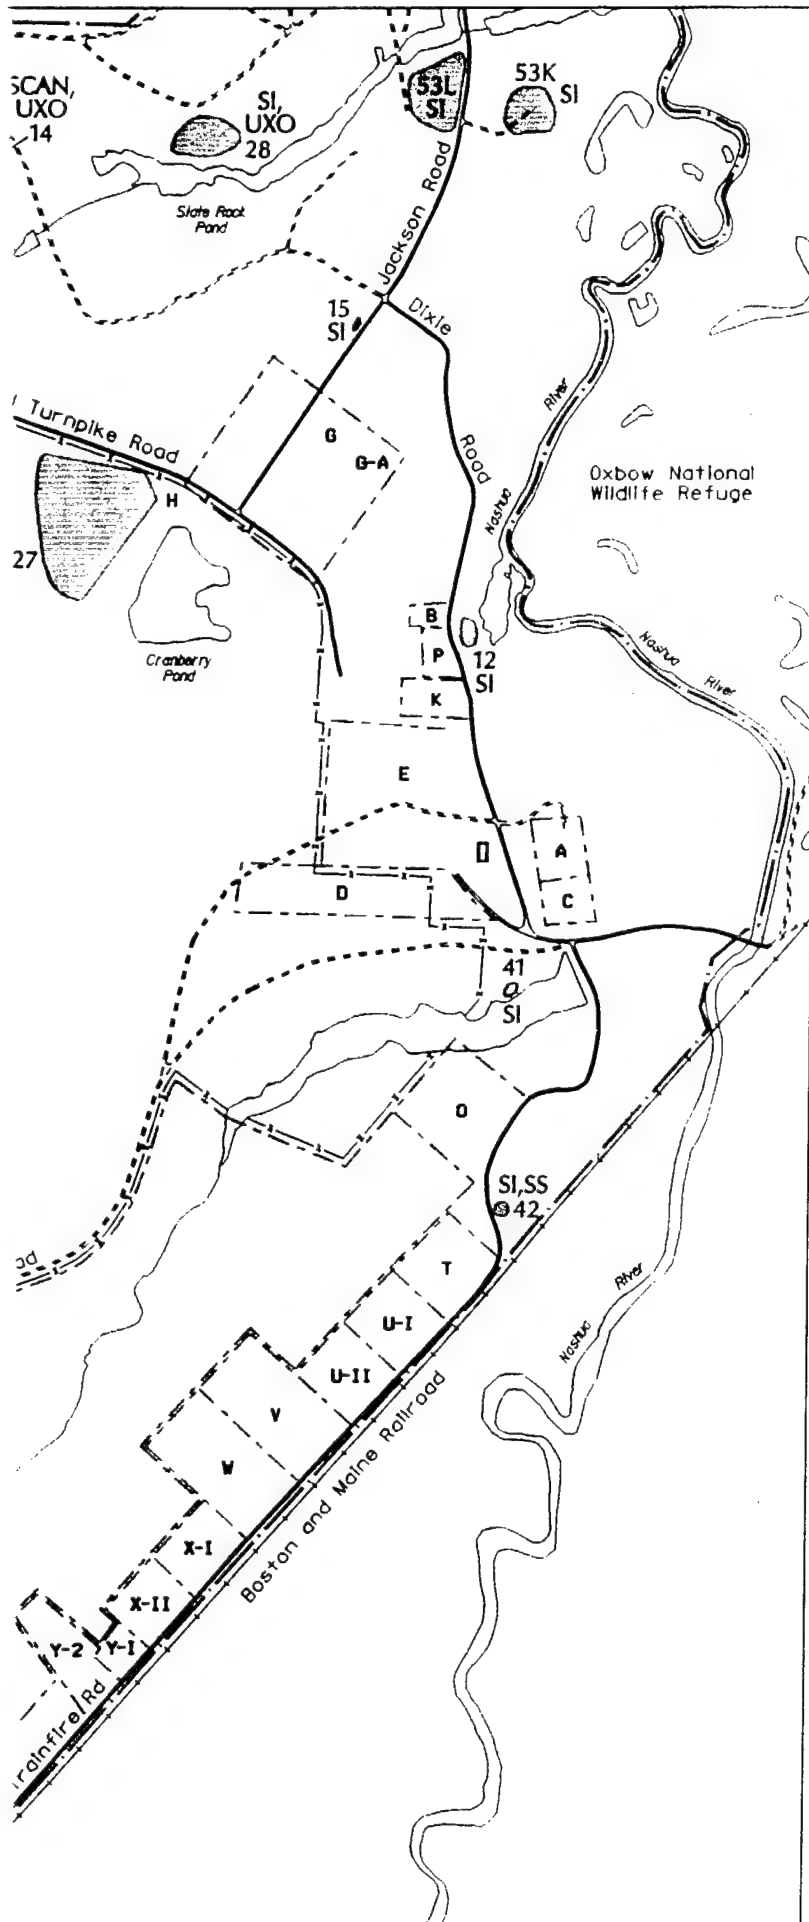 SCAN,
UXO
14
SI,
UXO
28
53L
SI
53K
SI
Slate Rock
Pond
Jackson Road
15
SI
Dixie
Road
Turnpike Road
G
G-A
H
27
Cranberry
Pond
Nashua
River
Oxbow National
Wildlife Refuge
B
P
K
12
SI
Nashua
River
E
A
C
D
41
SI
O
SI,SS
42
T
U-I
U-II
V
W
X-I
X-II
Y-2
Y-I
Nashua
River
Boston and Maine Railroad
Rd